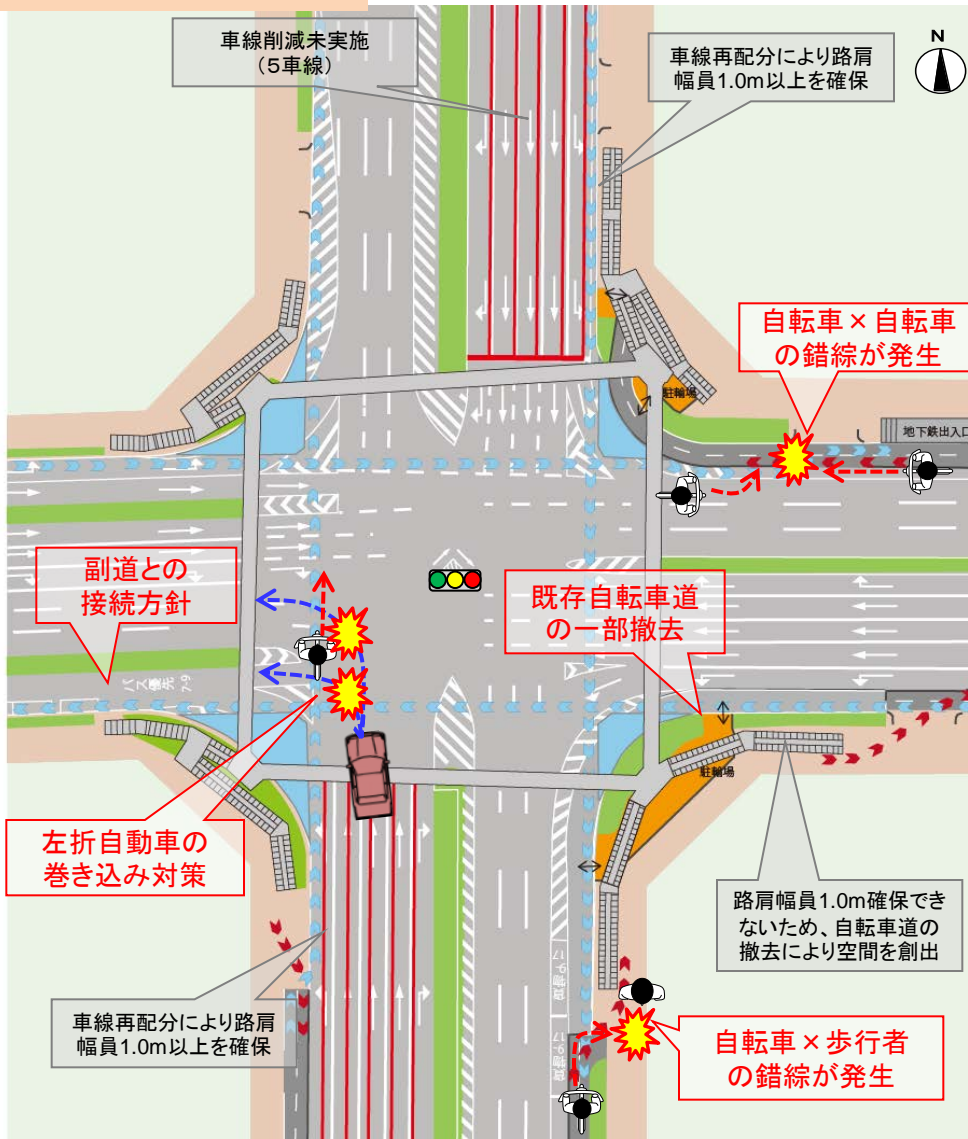 車線削減未実施
（5車線）
車線再配分により路肩
幅員1.0m以上を確保
N
自転車×自転車
の錯綜が発生
駐輪場
地下鉄出入口
副道との
接続方針
既存自転車道
の一部撤去
バス優先
7-9
駐輪場
左折自動車の
巻き込み対策
路肩幅員1.0m確保でき
ないため、自転車道の
撤去により空間を創出
車線再配分により路肩
幅員1.0m以上を確保
自転車×歩行者
の錯綜が発生